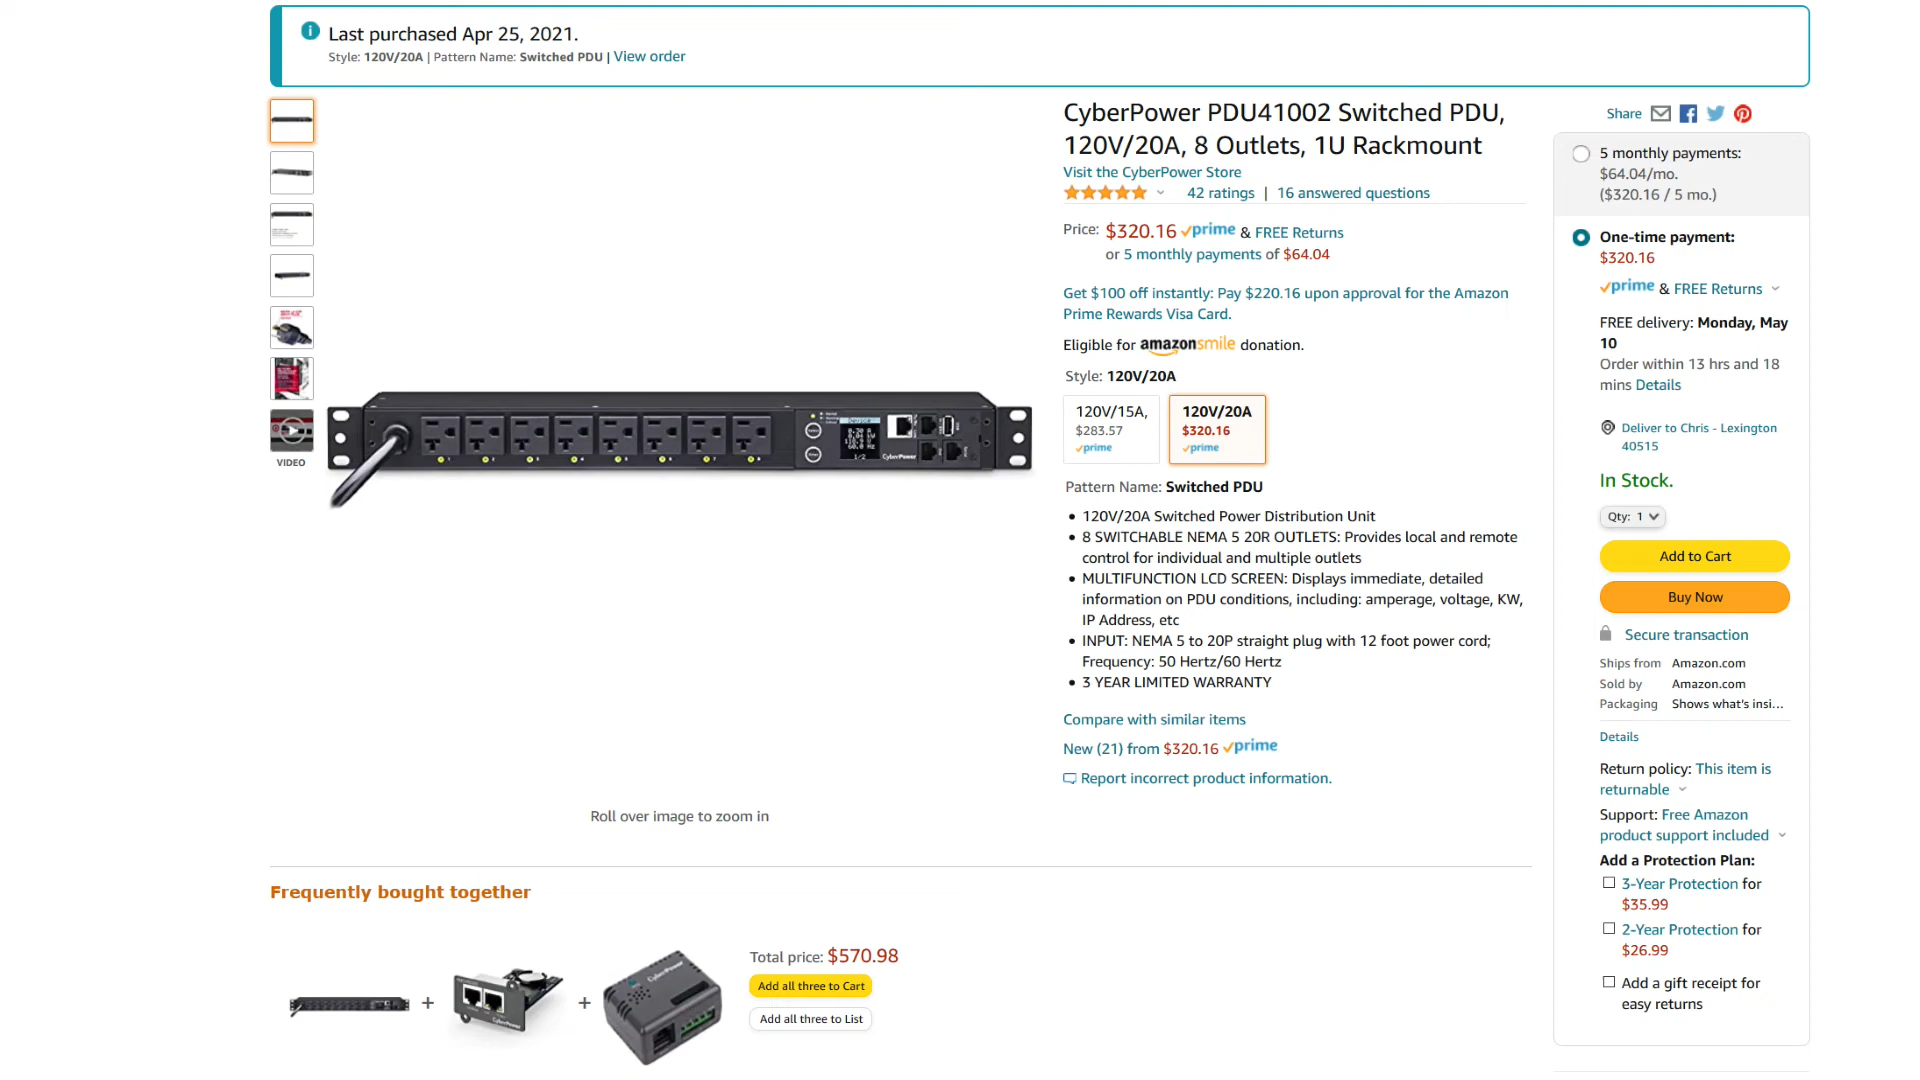 Last purchased Apr 25, 2021.
Style: 120V/20A | Pattern Name: Switched PDU | View order
VIDEO
CyberPower
1/2
Roll over image to zoom in
CyberPower PDU41002 Switched PDU,
120V/20A, 8 Outlets, 1U Rackmount
Visit the CyberPower Store
42 ratings | 16 answered questions
Price: $320.16 prime & FREE Returns
or 5 monthly payments of $64.04
Get $100 off instantly: Pay $220.16 upon approval for the Amazon
Prime Rewards Visa Card.
Eligible for amazonsmile donation.
Style: 120V/20A
120V/15A,
$283.57
prime
120V/20A
$320.16
prime
Pattern Name: Switched PDU
120V/20A Switched Power Distribution Unit
8 SWITCHABLE NEMA 5 20R OUTLETS: Provides local and remote
control for individual and multiple outlets
MULTIFUNCTION LCD SCREEN: Displays immediate, detailed
information on PDU conditions, including: amperage, voltage, KW,
IP Address, etc
INPUT: NEMA 5 to 20P straight plug with 12 foot power cord;
Frequency: 50 Hertz/60 Hertz
3 YEAR LIMITED WARRANTY
Compare with similar items
New (21) from $320.16 prime
Report incorrect product information.
Share
5 monthly payments:
$64.04/mo.
($320.16 / 5 mo.)
One-time payment:
$320.16
prime & FREE Returns
FREE delivery: Monday, May
10
Order within 13 hrs and 18
mins Details
Deliver to Chris - Lexington
40515
In Stock.
Qty: 1
Add to Cart
Buy Now
Secure transaction
Ships from Amazon.com
Sold by Amazon.com
Packaging Shows what's insi...
Details
Return policy: This item is
returnable
Support: Free Amazon
product support included
Add a Protection Plan:
3-Year Protection for
$35.99
2-Year Protection for
$26.99
Add a gift receipt for
easy returns
Frequently bought together
+
CyberPower
+
CyberPower
Total price: $570.98
Add all three to Cart
Add all three to List